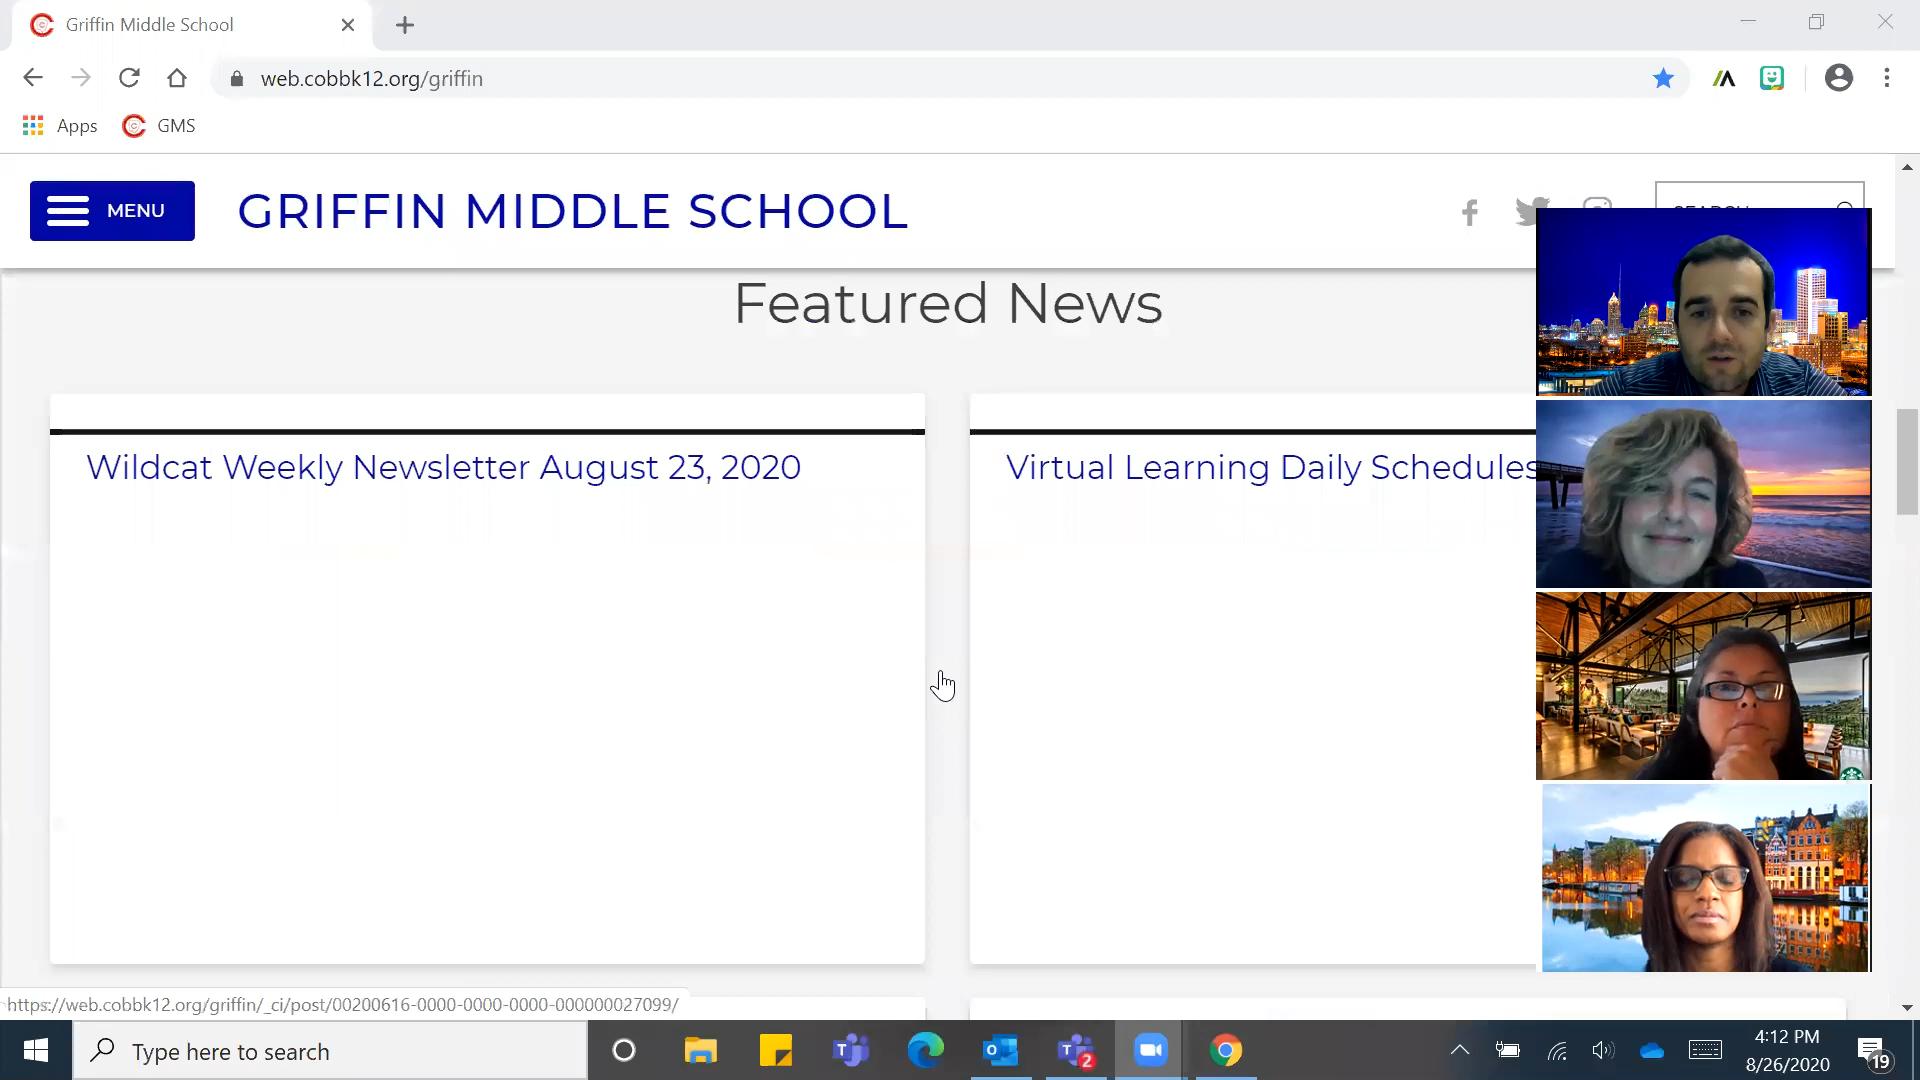 Griffin Middle School
web.cobbk12.org/griffin
Apps
GMS
MENU
GRIFFIN MIDDLE SCHOOL
Featured News
Wildcat Weekly Newsletter August 23, 2020
Virtual Learning Daily Schedules
https://web.cobbk12.org/griffin/_ci/post/00200616-0000-0000-0000-000000027099/
Type here to search
2
4:12 PM
8/26/2020
19